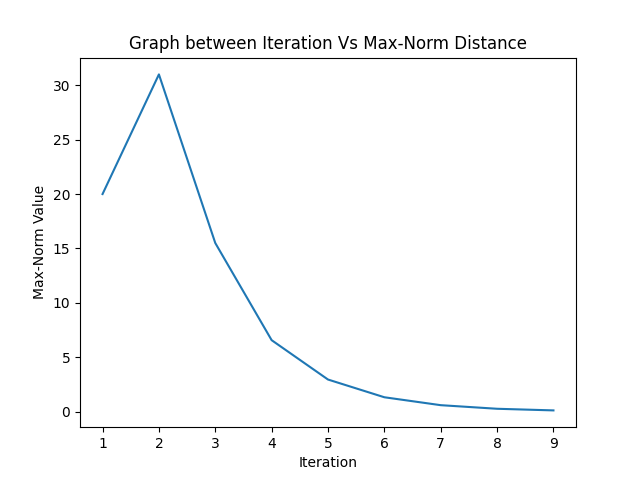 Graph between Iteration Vs Max-Norm Distance
30
25
20
15
10
5
0
Max-Norm Value
1 2 3 4 5 6 7 8 9
Iteration